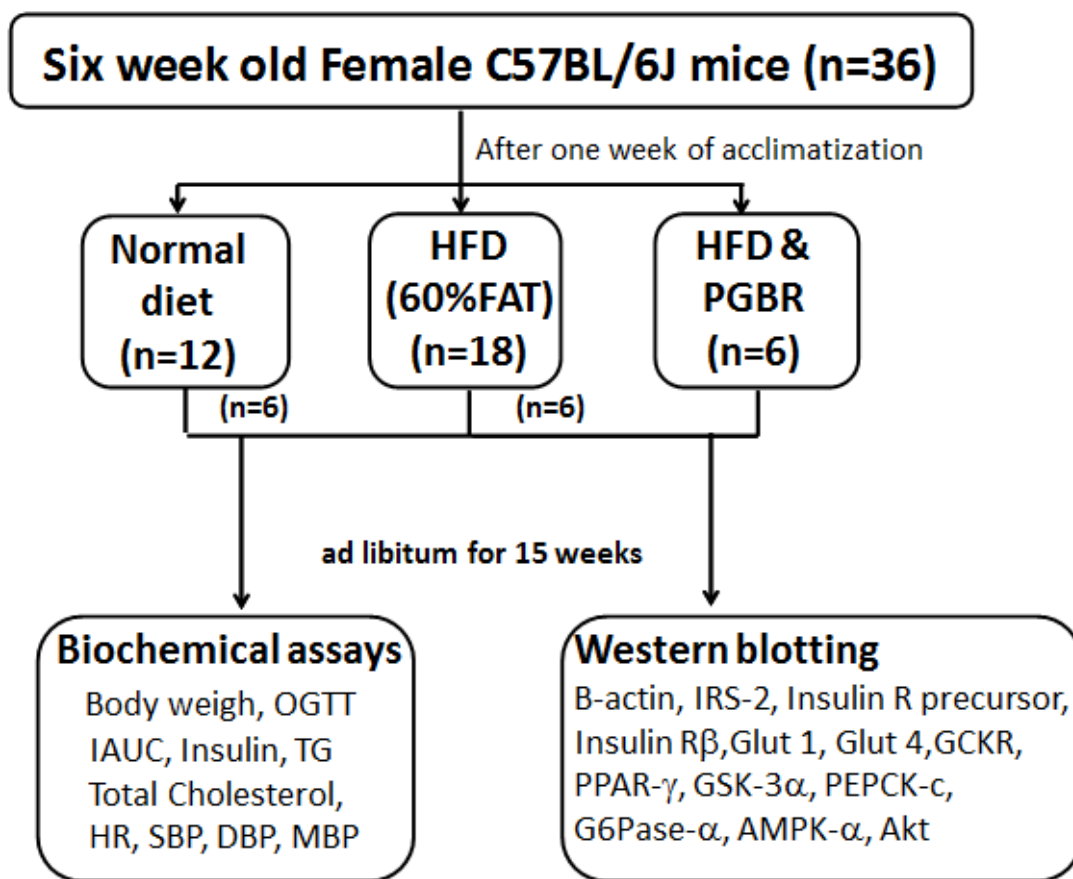 Six week old Female C57BL/6J mice (n=36)
After one week of acclimatization
Normal
diet
(n=12)
HFD
(60%FAT)
(n=18)
HFD &
PGBR
(n=6)
(n=6)
(n=6)
ad libitum for 15 weeks
Biochemical assays
Body weigh, OGTT
IAUC, Insulin, TG
Total Cholesterol,
HR, SBP, DBP, MBP
Western blotting
B-actin, IRS-2, Insulin R precursor,
Insulin Rβ,Glut 1, Glut 4,GCKR,
PPAR-γ, GSK-3α, PEPCK-c,
G6Pase-α, AMPK-α, Akt